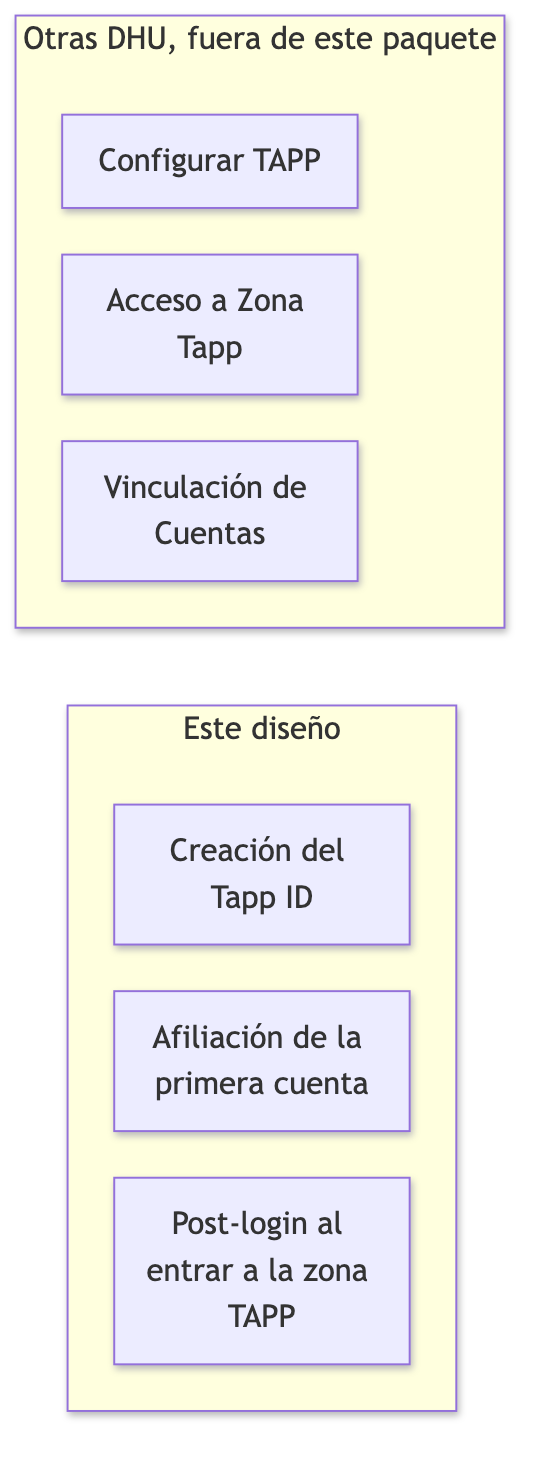 Otras DHU, fuera de este paquete
Configurar TAPP
Acceso a Zona
Tapp
Vinculación de
Cuentas
Este diseño
Creación del
Tapp ID
Afiliación de la
primera cuenta
Post-login al
entrar a la zona
TAPP